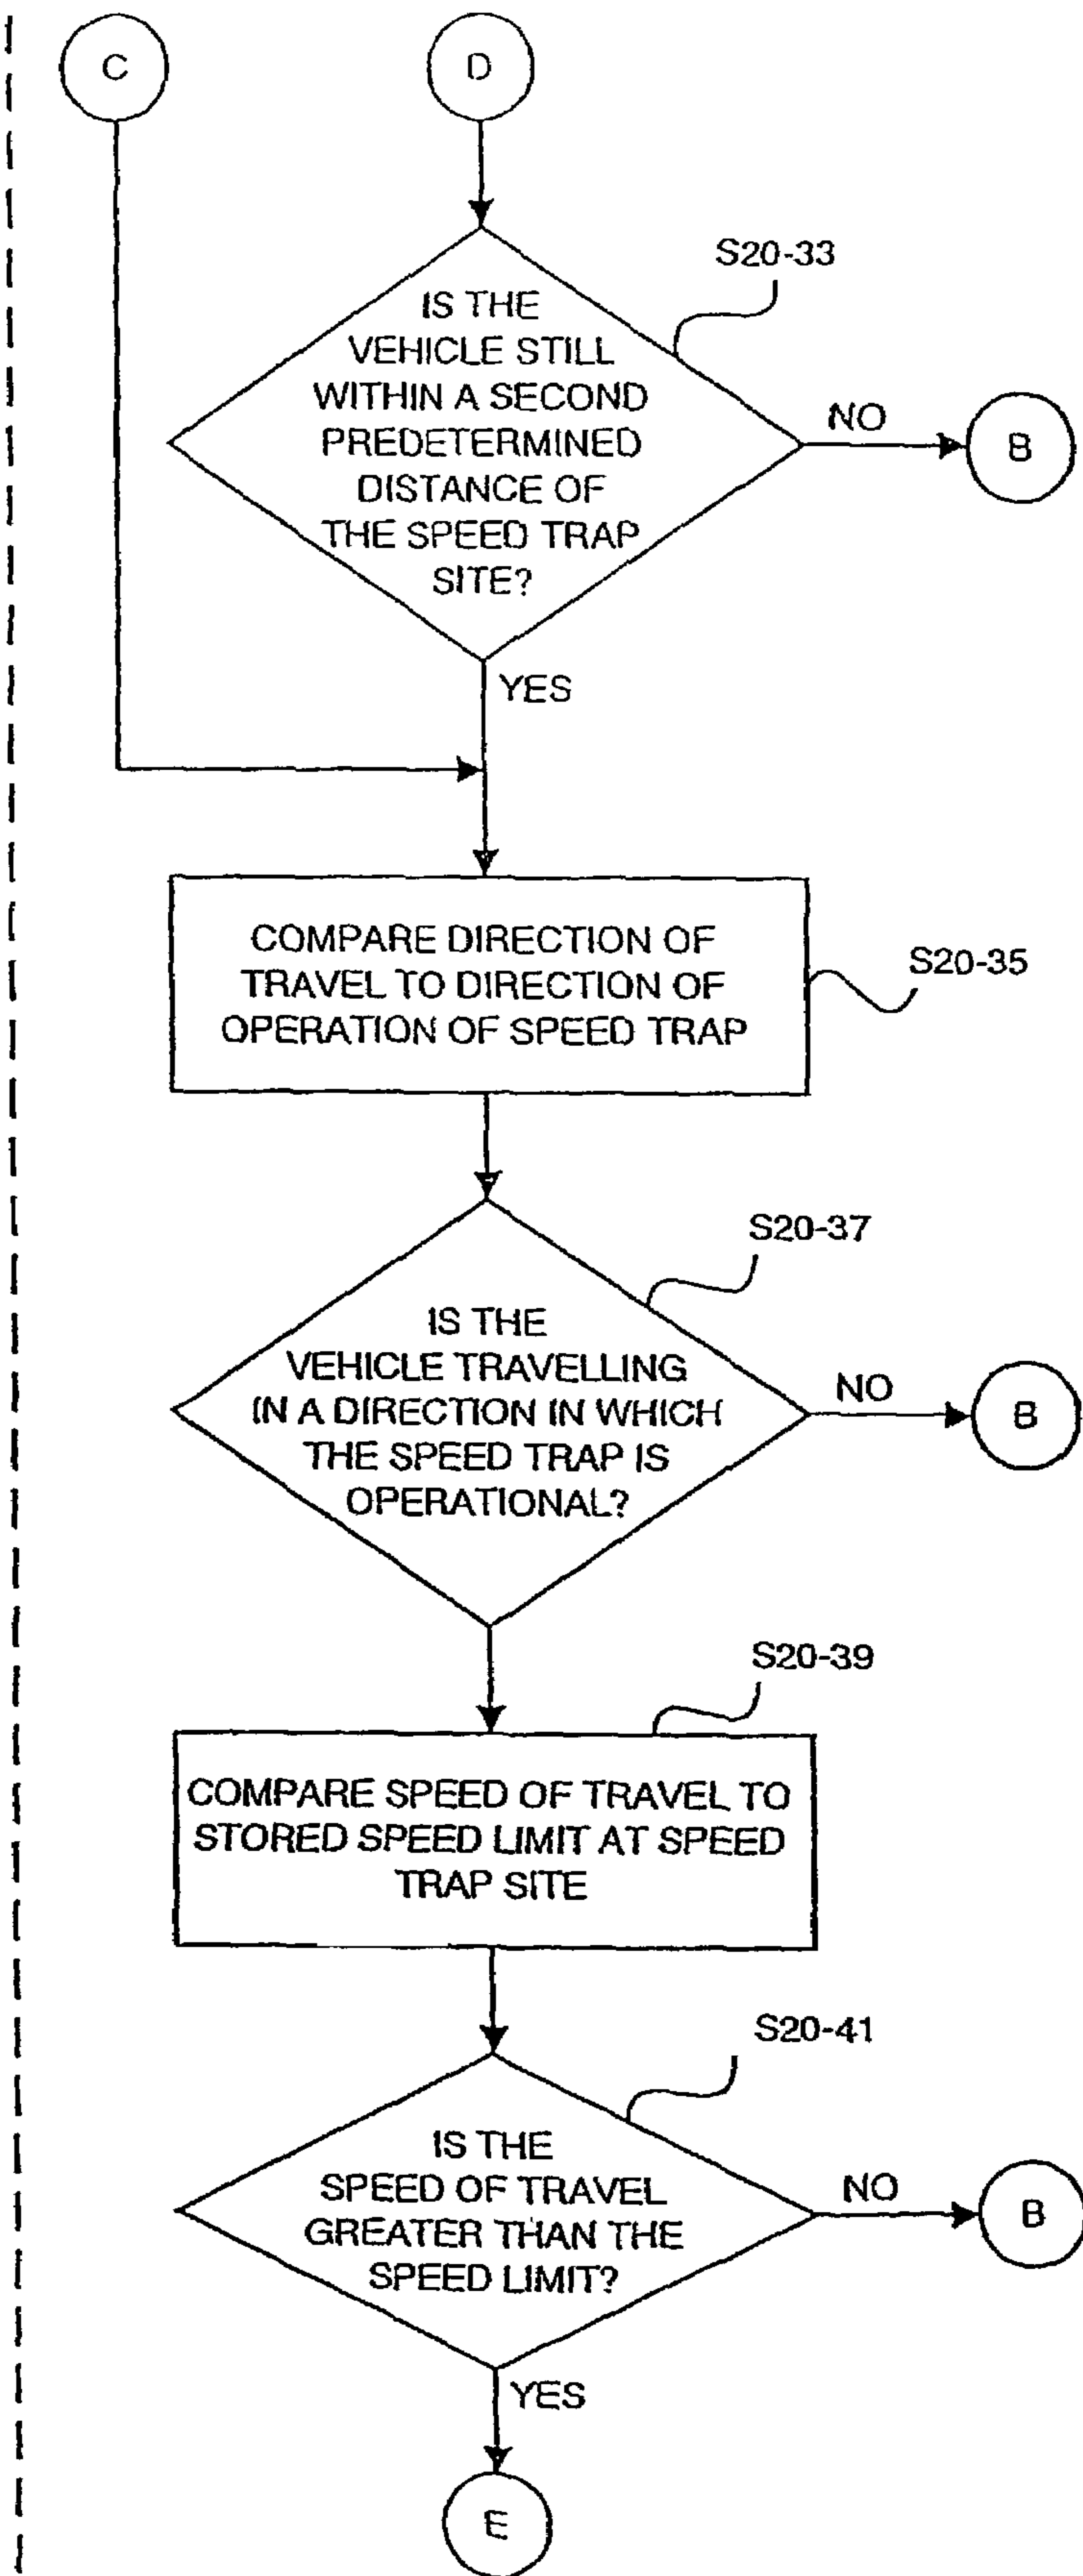 C
D
S20-33
IS THE
VEHICLE STILL
WITHIN A SECOND
PREDETERMINED
DISTANCE OF
THE SPEED TRAP
SITE?
NO
B
YES
COMPARE DIRECTION OF
TRAVEL TO DIRECTION OF
OPERATION OF SPEED TRAP
S20-35
S20-37
IS THE
VEHICLE TRAVELLING
IN A DIRECTION IN WHICH
THE SPEED TRAP IS
OPERATIONAL?
NO
B
S20-39
COMPARE SPEED OF TRAVEL TO
STORED SPEED LIMIT AT SPEED
TRAP SITE
S20-41
IS THE
SPEED OF TRAVEL
GREATER THAN THE
SPEED LIMIT?
NO
B
YES
E